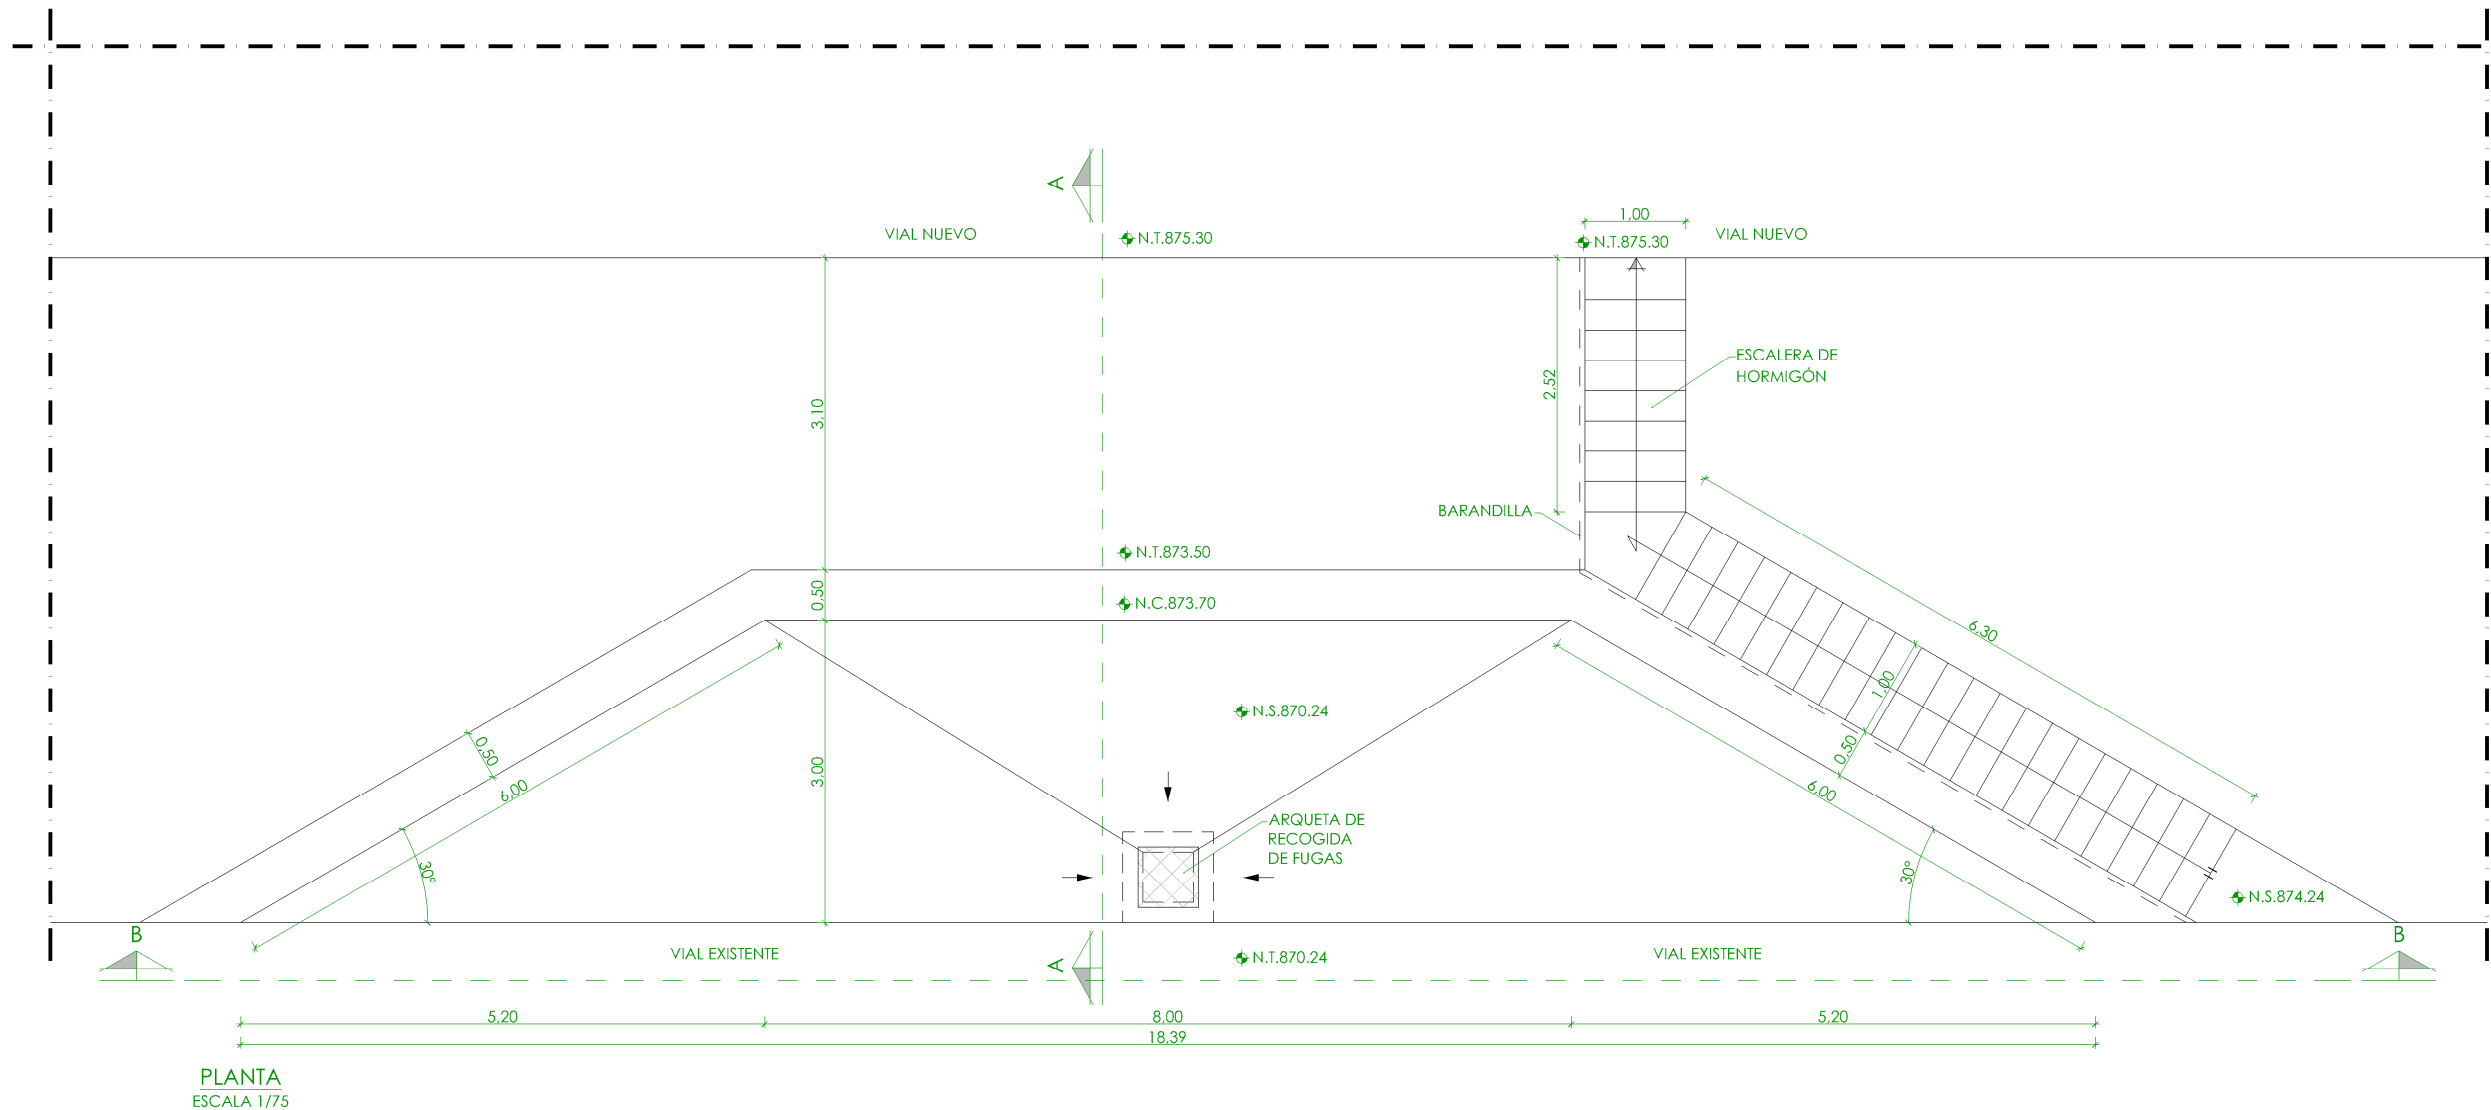 A
1,00
VIAL NUEVO
N.T.875.30
N.T.875.30
VIAL NUEVO
ESCALERA DE
HORMIGÓN
2,52
3,10
BARANDILLA
N.T.873.50
0,50
N.C.873.70
6,30
1,00
N.S.870.24
0,50
0,50
3,00
6,00
6,00
ARQUETA DE
RECOGIDA
DE FUGAS
30º
30º
N.S.874.24
B
B
VIAL EXISTENTE
A
N.T.870.24
VIAL EXISTENTE
5,20
8,00
5,20
18,39
PLANTA
ESCALA 1/75